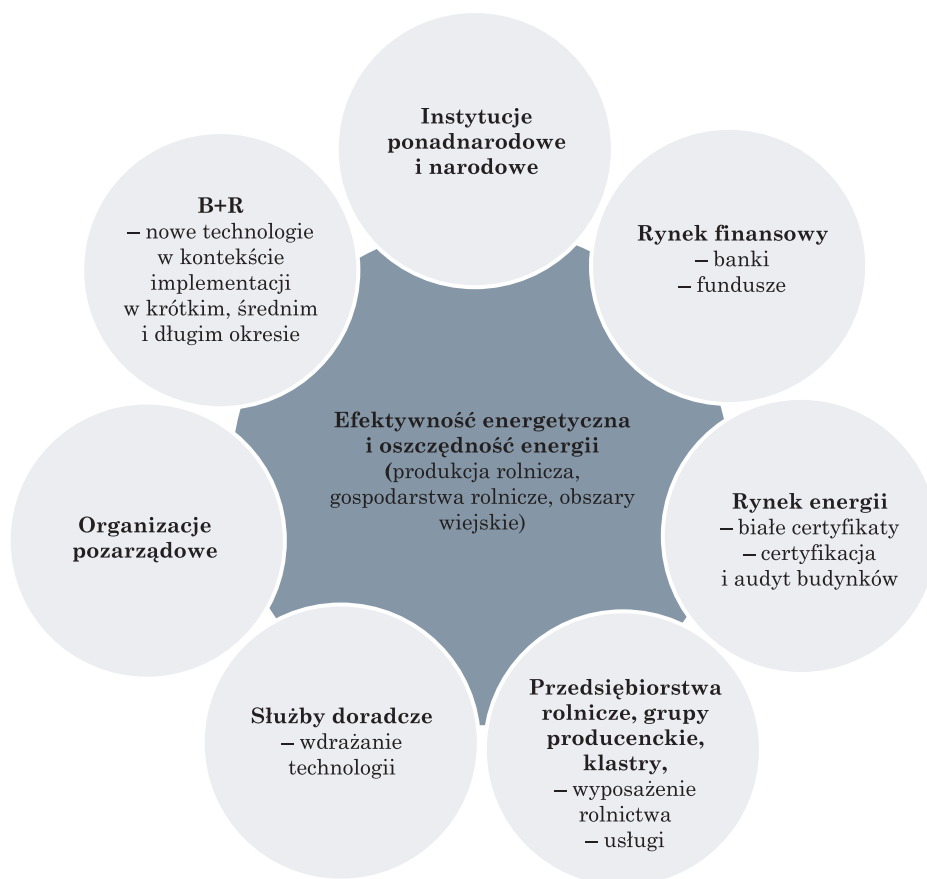 Instytucje
ponadnarodowe
i narodowe
B+R
– nowe technologie
w kontekście
implementacji
w krótkim, średnim
i długim okresie
Rynek finansowy
– banki
– fundusze
Efektywność energetyczna
i oszczędność energii
(produkcja rolnicza,
gospodarstwa rolnicze, obszary
wiejskie)
Rynek energii
– białe certyfikaty
– certyfikacja
i audyt budynków
Organizacje
pozarządowe
Służby doradcze
– wdrażanie
technologii
Przedsiębiorstwa
rolnicze, grupy
producenckie,
klastry,
– wyposażenie
rolnictwa
– usługi